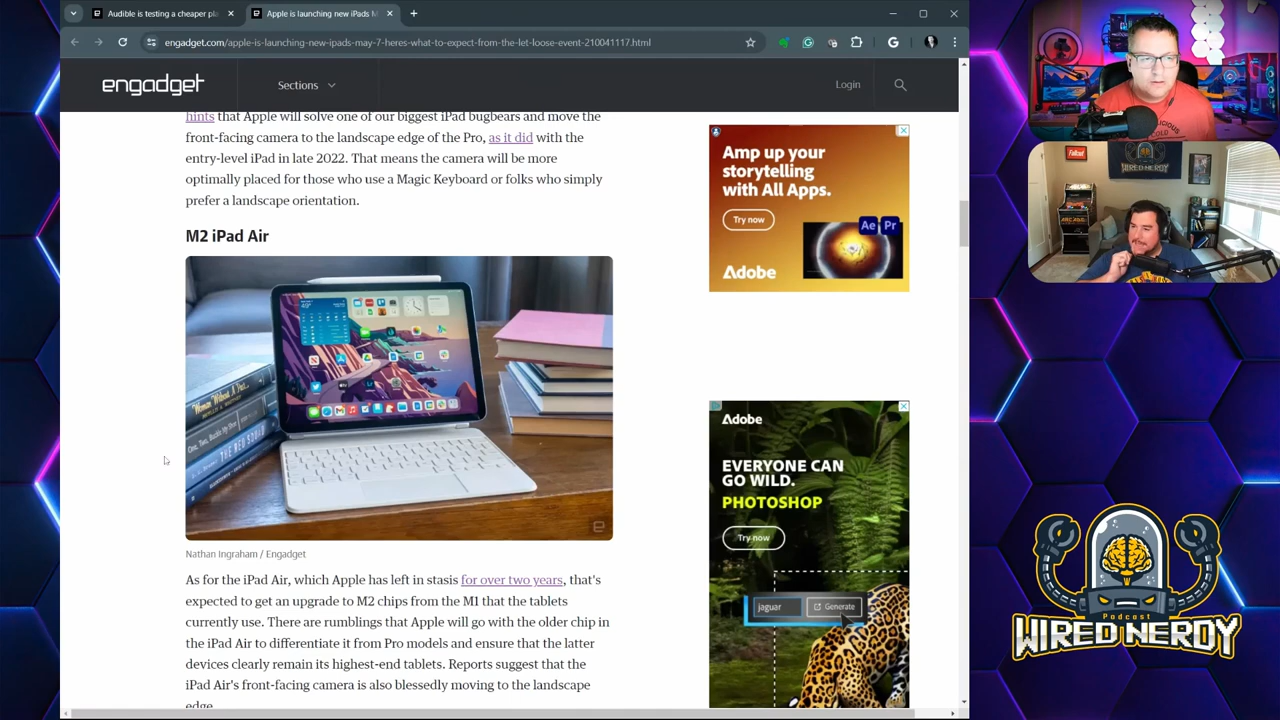 Audible is testing a cheaper pl
Apple is launching new iPads M
engadget.com/apple-is-launching-new-ipads-may-7-heres-what-to-expect-from-the-let-loose-event-210041117.html
engadget
Sections
Login
hints that Apple will solve one of our biggest iPad bugbears and move the
front-facing camera to the landscape edge of the Pro, as it did with the
entry-level iPad in late 2022. That means the camera will be more
optimally placed for those who use a Magic Keyboard or folks who simply
prefer a landscape orientation.
M2 iPad Air
Nathan Ingraham / Engadget
As for the iPad Air, which Apple has left in stasis for over two years, that's
expected to get an upgrade to M2 chips from the M1 that the tablets
currently use. There are rumblings that Apple will go with the older chip in
the iPad Air to differentiate it from Pro models and ensure that the latter
devices clearly remain its highest-end tablets. Reports suggest that the
iPad Air's front-facing camera is also blessedly moving to the landscape
edge.
Amp up your
storytelling
with All Apps.
Try now
Ae
Pr
Adobe
Adobe
EVERYONE CAN
GO WILD.
PHOTOSHOP
Try now
jaguar
Generate
Fallout
WIRED NERDY
Podcast
WIRED NERDY